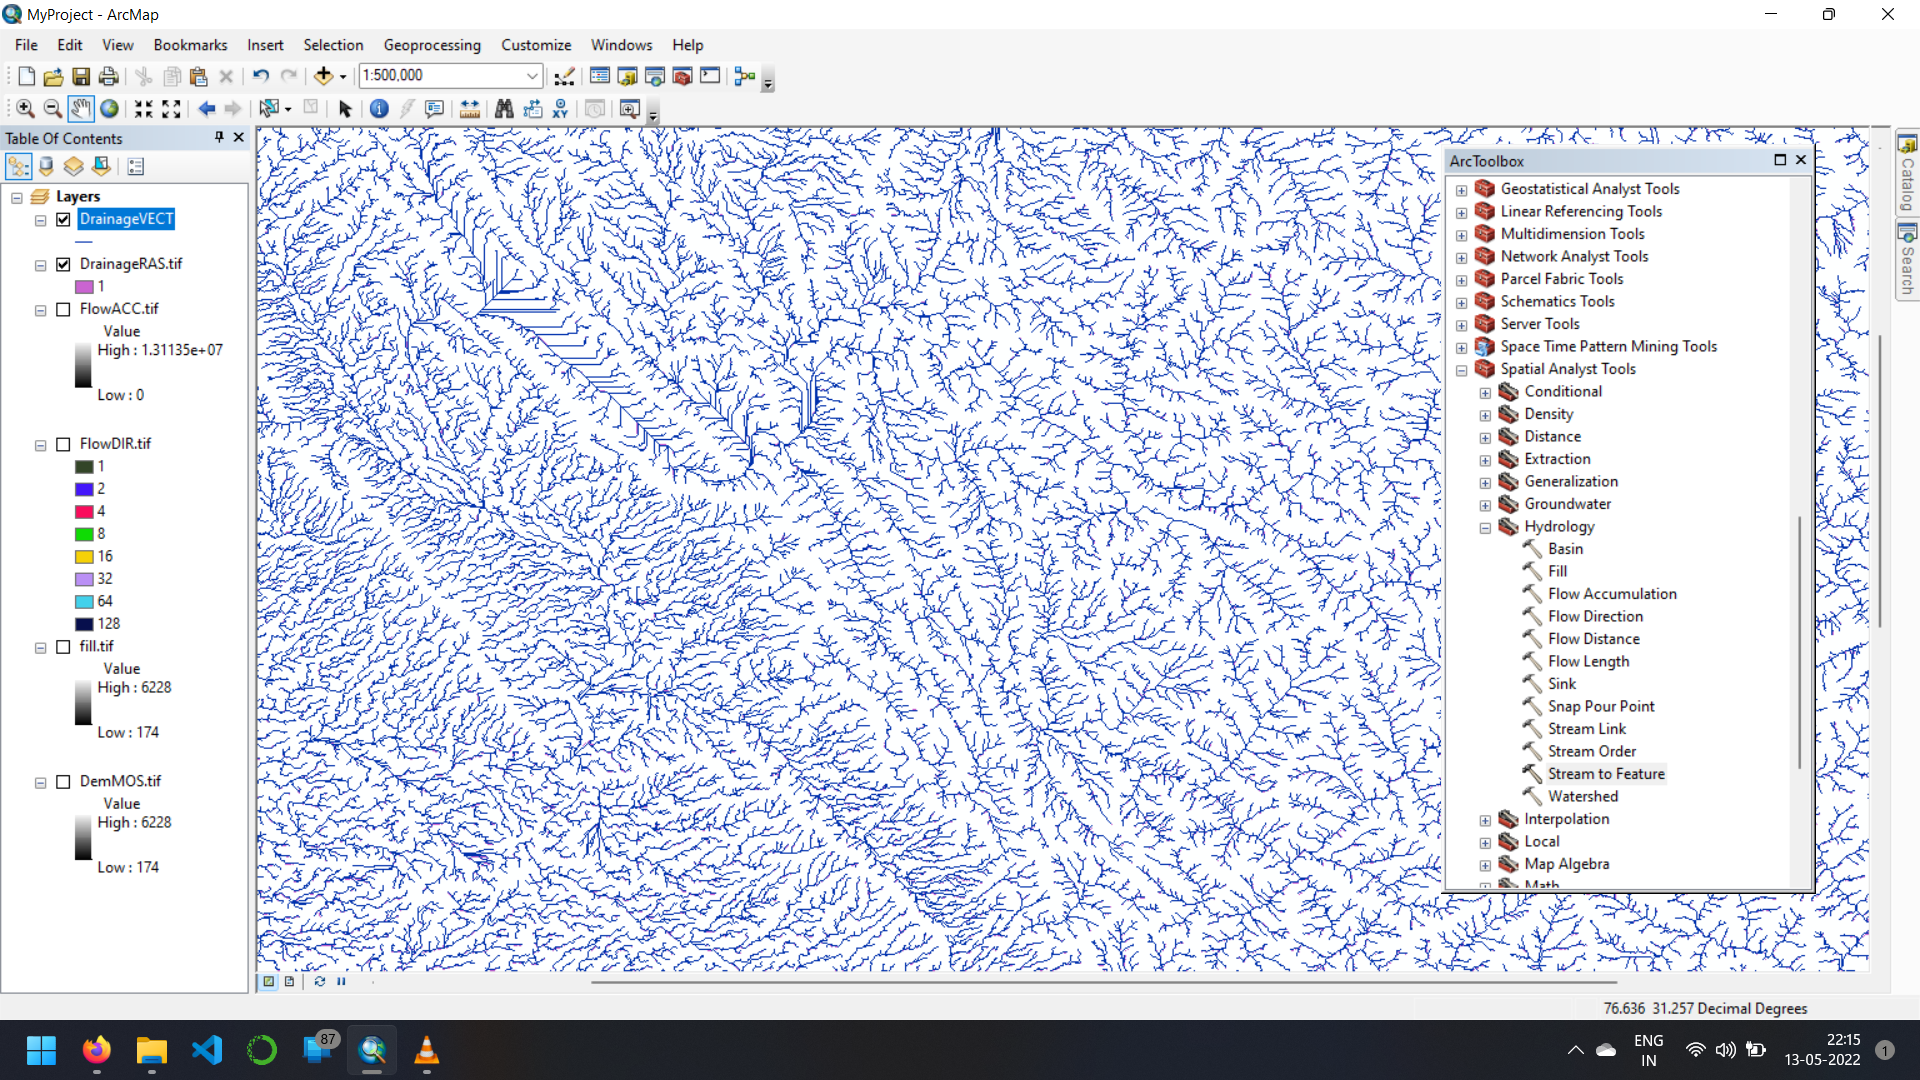 MyProject - ArcMap
File Edit View Bookmarks Insert Selection Geoprocessing Customize Windows Help
1:500,000
XY
Table Of Contents
Layers
DrainageVECT
DrainageRAS.tif
1
FlowACC.tif
Value
High : 1.31135e+07
Low : 0
FlowDIR.tif
1
2
4
8
16
32
64
128
fill.tif
Value
High : 6228
Low : 174
DemMOS.tif
Value
High : 6228
Low : 174
ArcToolbox
Geostatistical Analyst Tools
Linear Referencing Tools
Multidimension Tools
Network Analyst Tools
Parcel Fabric Tools
Schematics Tools
Server Tools
Space Time Pattern Mining Tools
Spatial Analyst Tools
Conditional
Density
Distance
Extraction
Generalization
Groundwater
Hydrology
Basin
Fill
Flow Accumulation
Flow Direction
Flow Distance
Flow Length
Sink
Snap Pour Point
Stream Link
Stream Order
Stream to Feature
Watershed
Interpolation
Local
Map Algebra
Math
Catalog
Search
76.636 31.257 Decimal Degrees
87
ENG
IN
22:15
13-05-2022
1